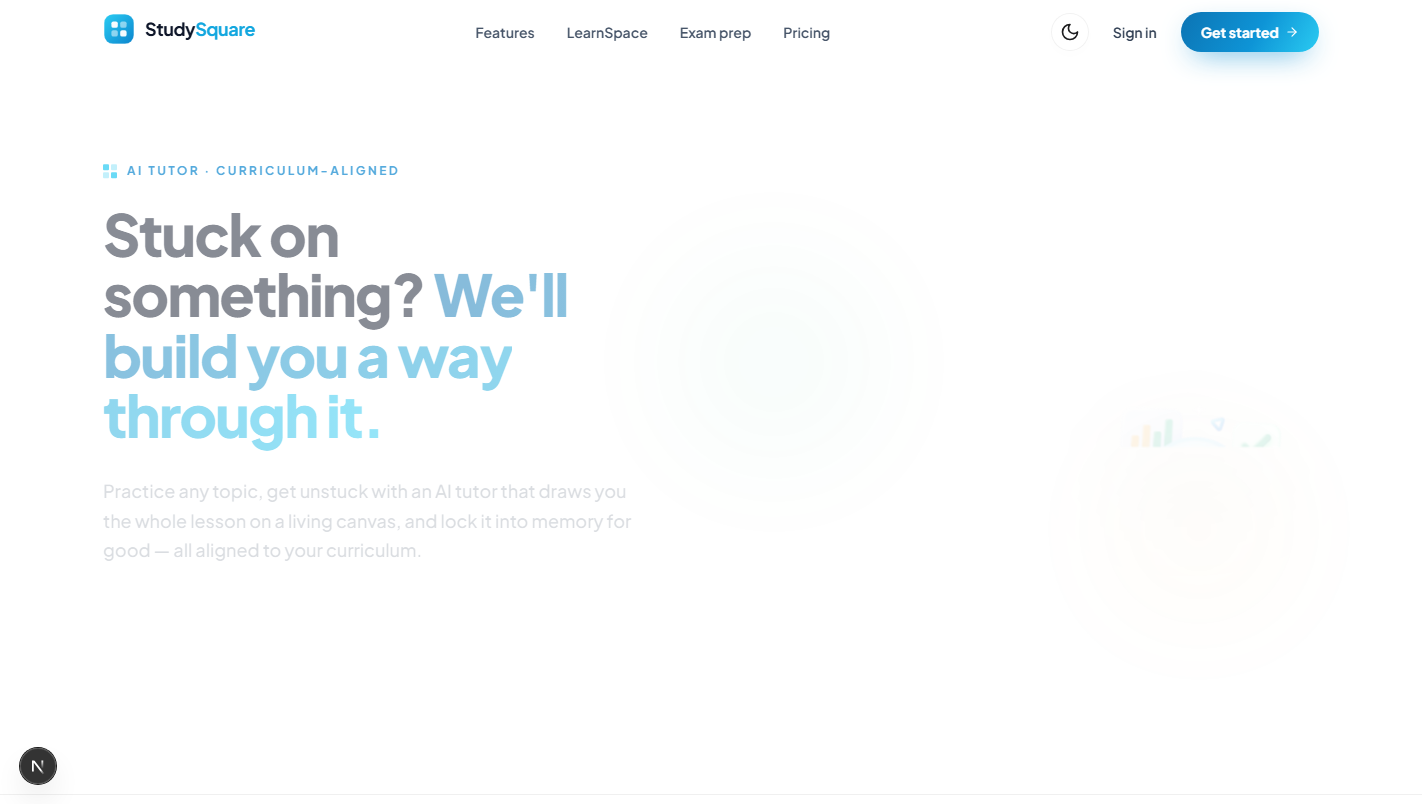 StudySquare
Features
LearnSpace
Exam prep
Pricing
Sign in
Get started
AI TUTOR · CURRICULUM-ALIGNED
Stuck on
something? We'll
build you a way
through it.
Practice any topic, get unstuck with an AI tutor that draws you
the whole lesson on a living canvas, and lock it into memory for
good — all aligned to your curriculum.
N